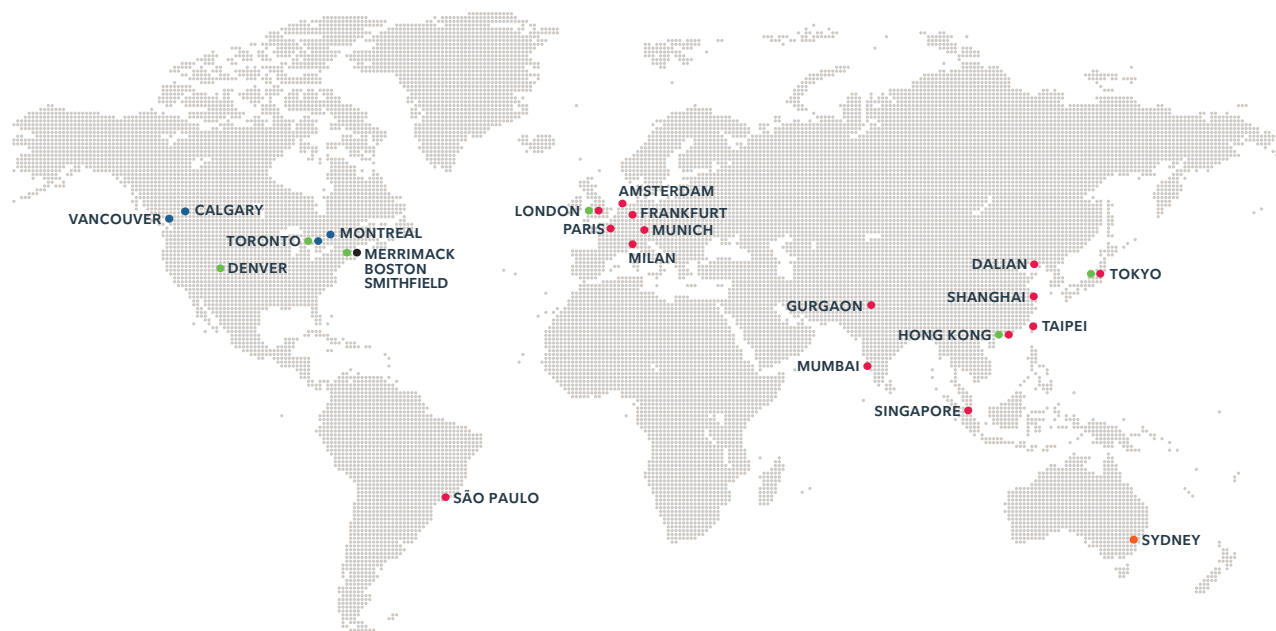 AMSTERDAM
VANCOUVER
CALGARY
LONDON
FRANKFURT
PARIS
MUNICH
TORONTO
MONTREAL
MILAN
MERRIMACK
BOSTON
SMITHFIELD
DENVER
DALIAN
TOKYO
SHANGHAI
GURGAON
TAIPEI
HONG KONG
MUMBAI
SINGAPORE
SÃO PAULO
SYDNEY